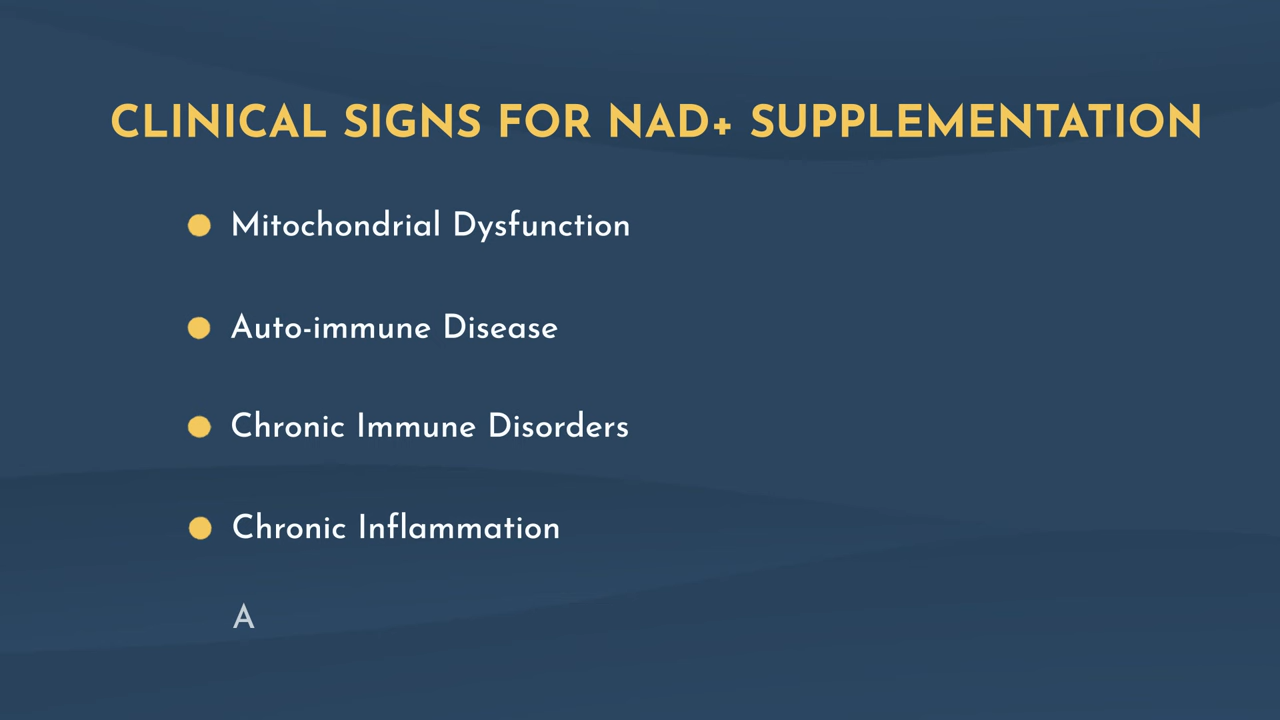 CLINICAL SIGNS FOR NAD+ SUPPLEMENTATION
Mitochondrial Dysfunction
Auto-immune Disease
Chronic Immune Disorders
Chronic Inflammation
A